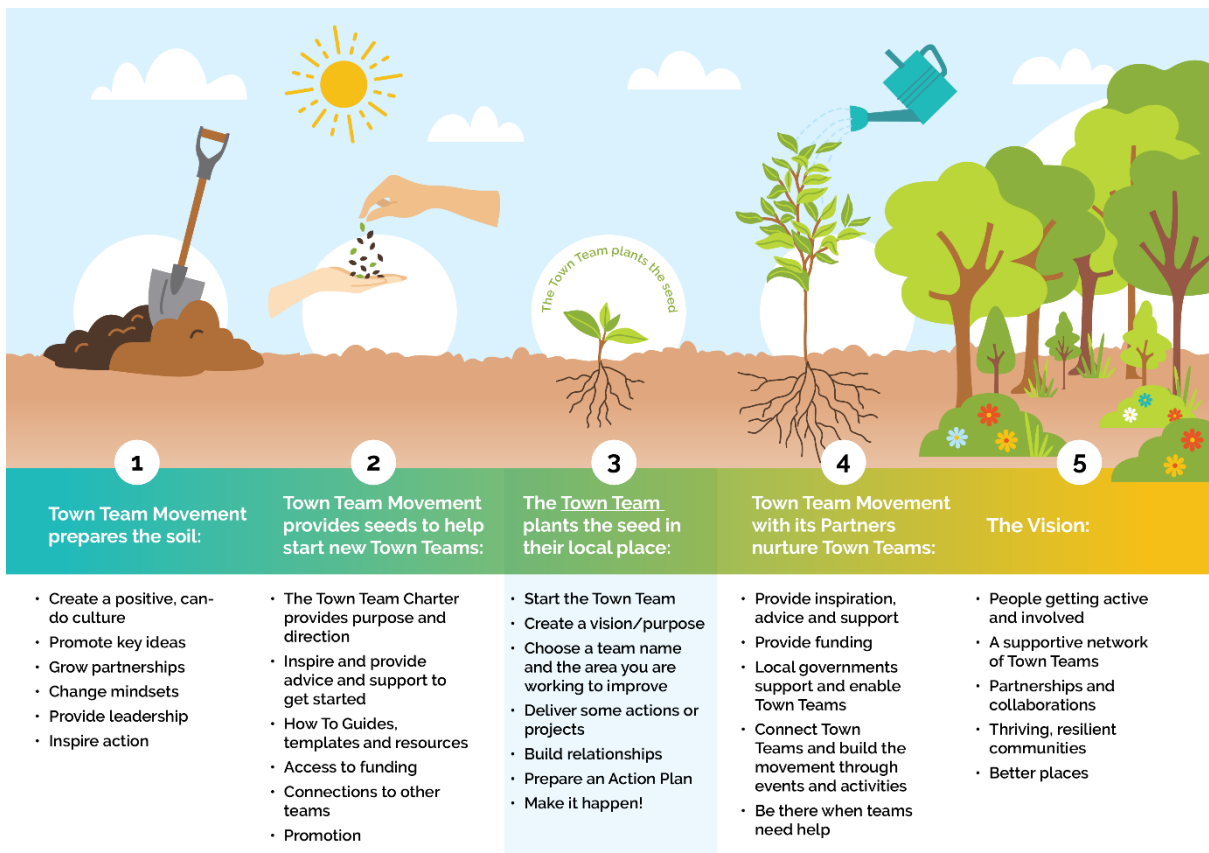 The Town Team plants the seed
1
Town Team Movement
prepares the soil:
• Create a positive, can-
do culture
• Promote key ideas
• Grow partnerships
• Change mindsets
• Provide leadership
• Inspire action
2
Town Team Movement
provides seeds to help
start new Town Teams:
• The Town Team Charter
provides purpose and
direction
• Inspire and provide
advice and support to
get started
• How To Guides,
templates and resources
• Access to funding
• Connections to other
teams
• Promotion
3
The Town Team
plants the seed in
their local place:
• Start the Town Team
• Create a vision/purpose
• Choose a team name
and the area you are
working to improve
• Deliver some actions or
projects
• Build relationships
• Prepare an Action Plan
• Make it happen!
4
Town Team Movement
with its Partners
nurture Town Teams:
• Provide inspiration,
advice and support
• Provide funding
• Local governments
support and enable
Town Teams
• Connect Town
Teams and build the
movement through
events and activities
• Be there when teams
need help
5
The Vision:
• People getting active
and involved
• A supportive network
of Town Teams
• Partnerships and
collaborations
• Thriving, resilient
communities
• Better places